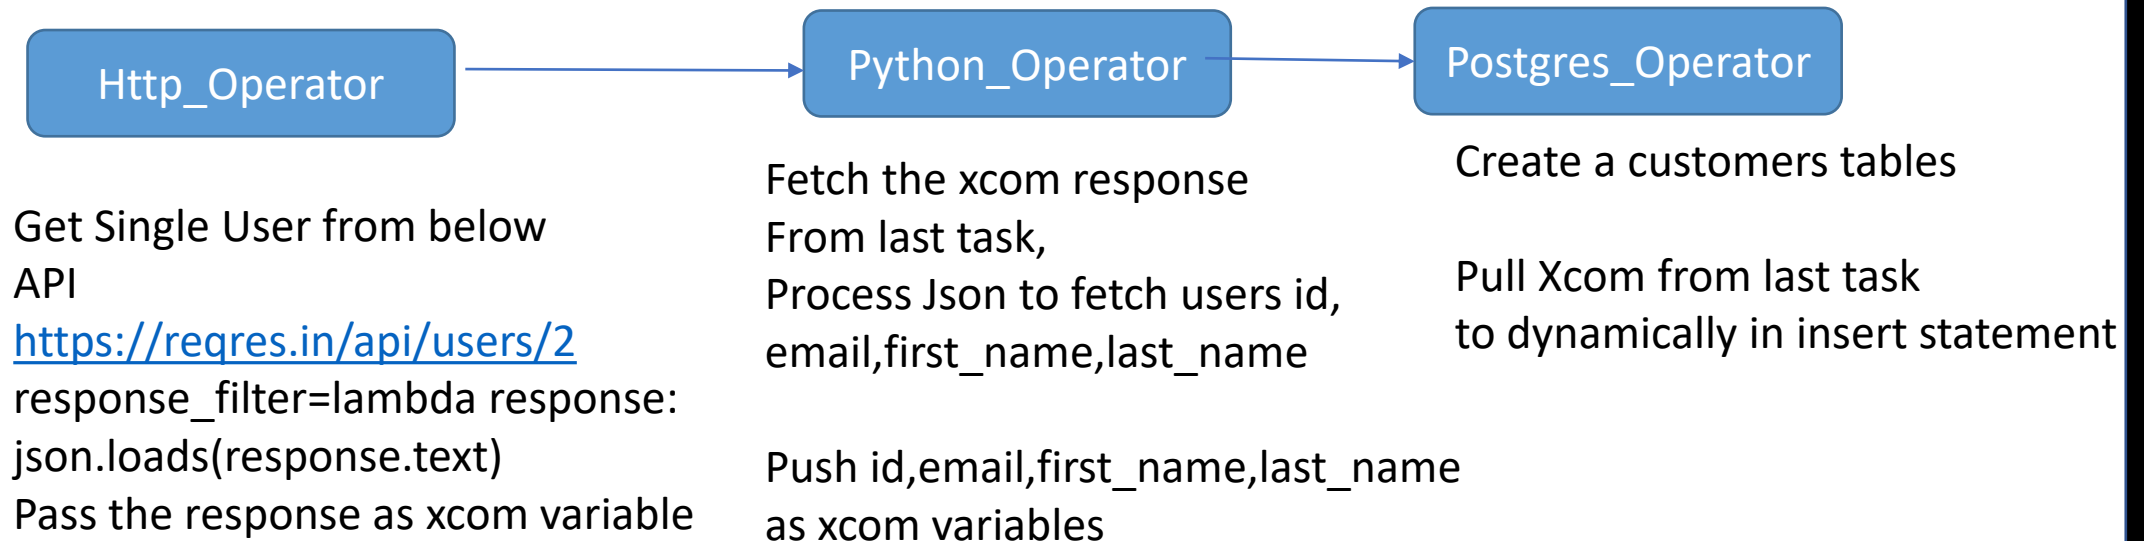 Http_Operator
Python_Operator
Postgres_Operator
Get Single User from below
API
https://reqres.in/api/users/2
response_filter=lambda response:
json.loads(response.text)
Pass the response as xcom variable
Fetch the xcom response
From last task,
Process Json to fetch users id,
email,first_name,last_name
Push id,email,first_name,last_name
as xcom variables
Create a customers tables
Pull Xcom from last task
to dynamically in insert statement